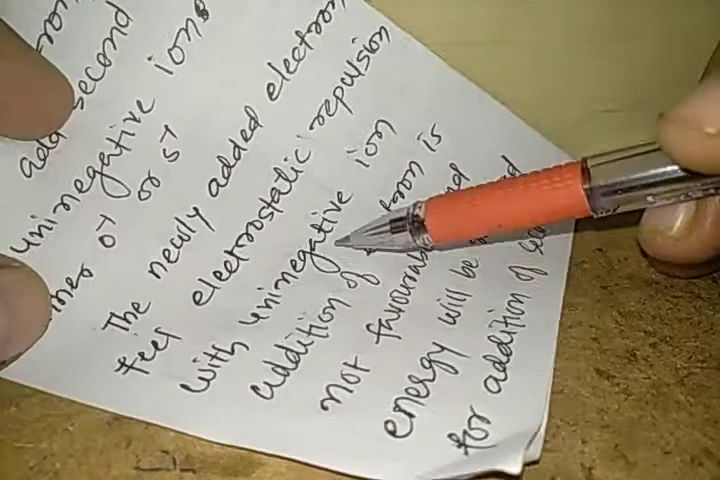 second
add
uninegative ion
O⁻ or S⁻
The newly added electron
feel electrostatic repulsion
with uninegative ion
addition of is
not favourable
energy will be
for addition of